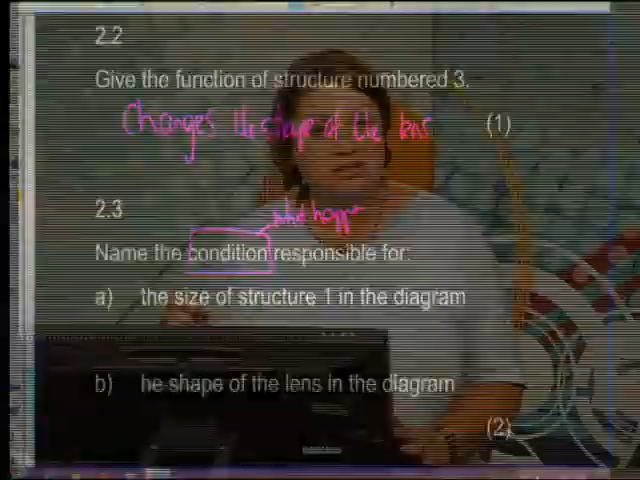 2.2
Give the function of structure numbered 3.
Changes the shape of the lens
(1)
2.3
what happe
Name the condition responsible for:
a) the size of structure 1 in the diagram
b) he shape of the lens in the diagram
(2)